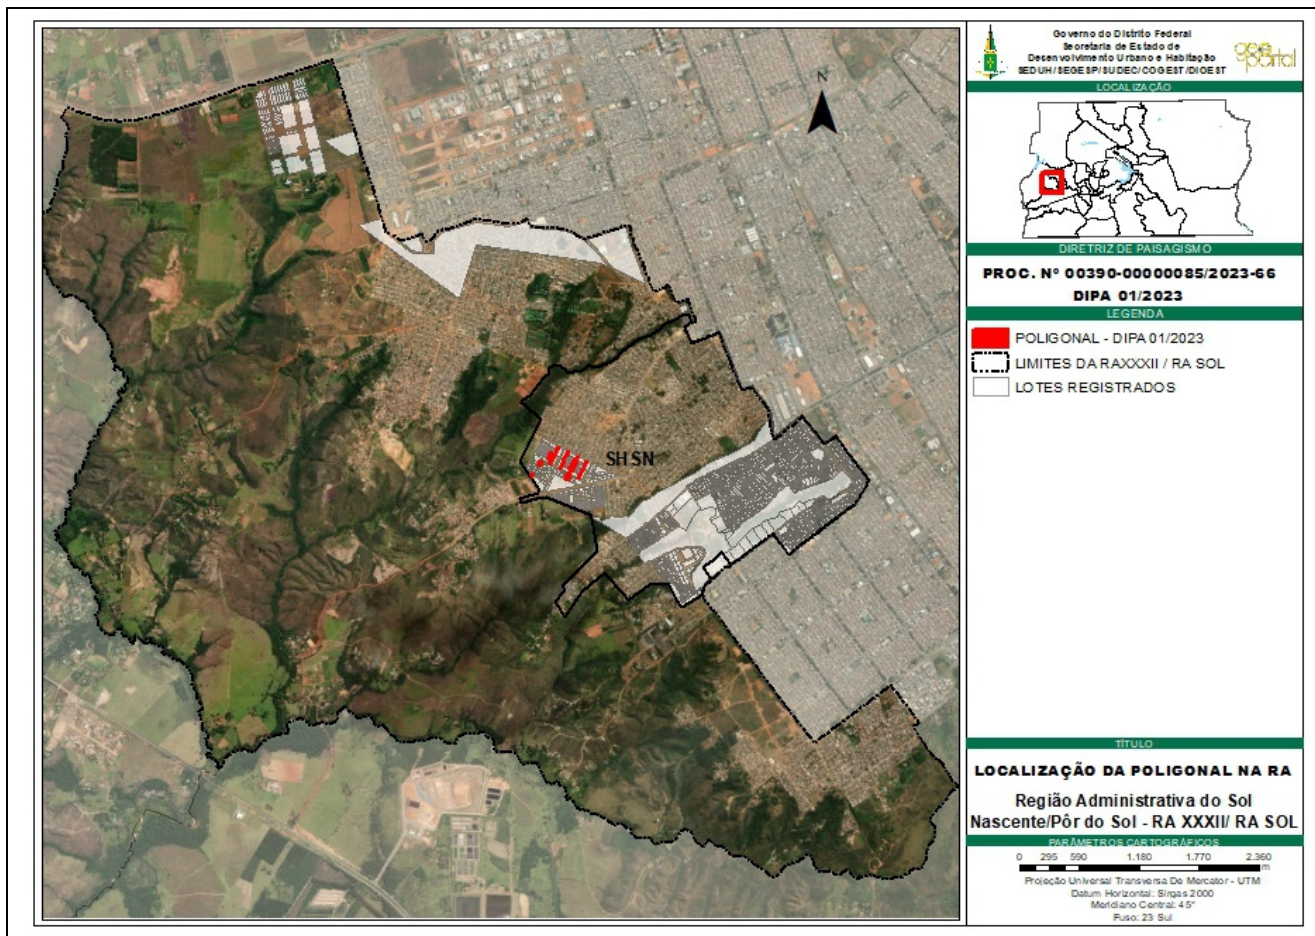 N
SHSN
Governo do Distrito Federal
Secretaria de Estado de
Desenvolvimento Urbano e Habitação
SEDUH/SEGESP/SUDEC/COGEST/DIOEST
geo
portal
LOCALIZAÇÃO
DIRETRIZ DE PAISAGISMO
PROC. Nº 00390-00000085/2023-66
DIPA 01/2023
LEGENDA
POLIGONAL - DIPA 01/2023
LIMITES DA RAXXXII / RA SOL
LOTES REGISTRADOS
TÍTULO
LOCALIZAÇÃO DA POLIGONAL NA RA
Região Administrativa do Sol
Nascente/Pôr do Sol - RA XXXII/ RA SOL
PARÂMETROS CARTOGRÁFICOS
0 295 590 1.180 1.770 2.360
m
Projeção Universal Transversa De Mercator - UTM
Datum Horizontal: Sirgas 2000
Meridiano Central: 45°
Fuso: 23 Sul